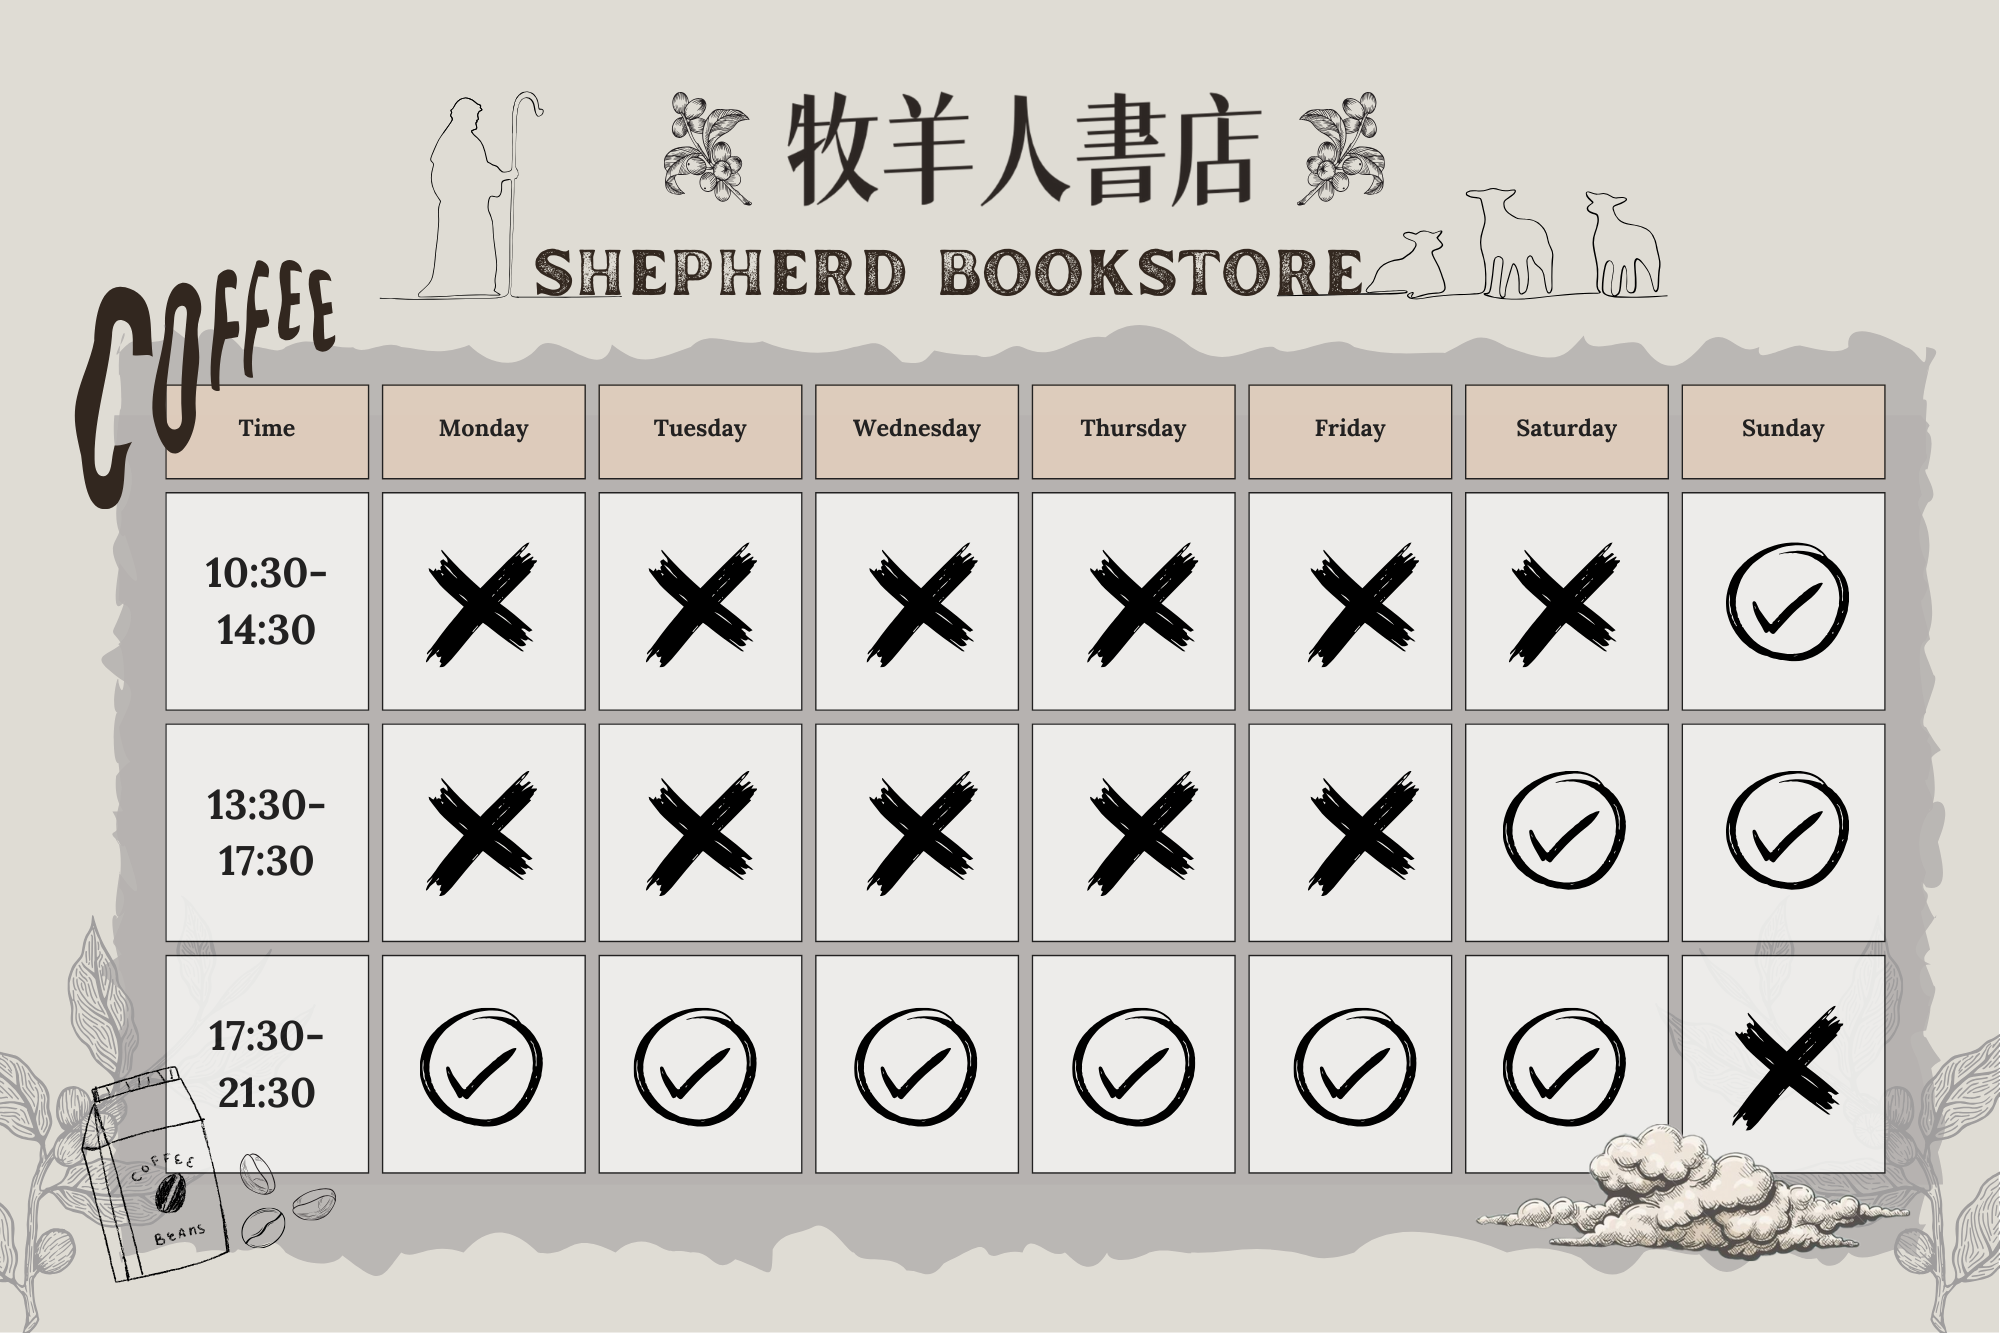 牧羊人書店
SHEPHERD BOOKSTORE
COFFEE
Time Monday Tuesday Wednesday Thursday Friday Saturday Sunday
10:30-
14:30
13:30-
17:30
17:30-
21:30
COFFEE
BEANS